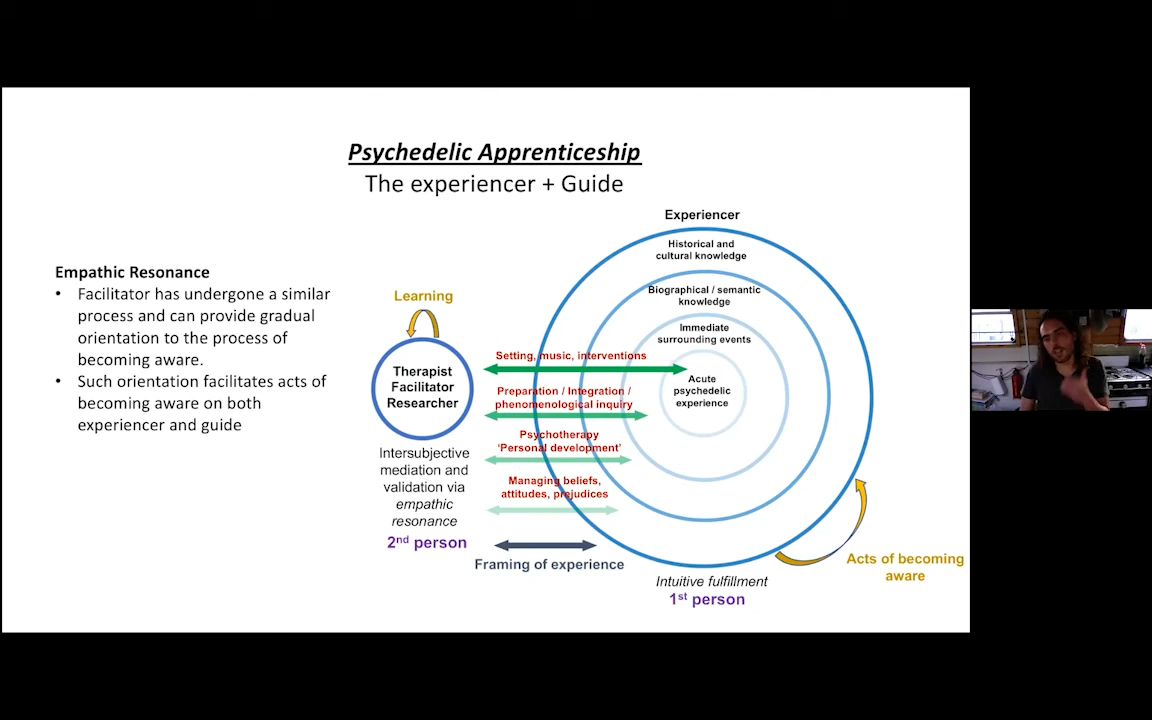 Psychedelic Apprenticeship
The experiencer + Guide
Empathic Resonance
• Facilitator has undergone a similar
process and can provide gradual
orientation to the process of
becoming aware.
• Such orientation facilitates acts of
becoming aware on both
experiencer and guide
Learning
Therapist
Facilitator
Researcher
Intersubjective
mediation and
validation via
empathic
resonance
2nd person
Setting, music, interventions
Preparation / Integration /
phenomenological inquiry
Psychotherapy
‘Personal development’
Managing beliefs,
attitudes, prejudices
Framing of experience
Experiencer
Historical and
cultural knowledge
Biographical / semantic
knowledge
Immediate
surrounding events
Acute
psychedelic
experience
Intuitive fulfillment
1st person
Acts of becoming
aware